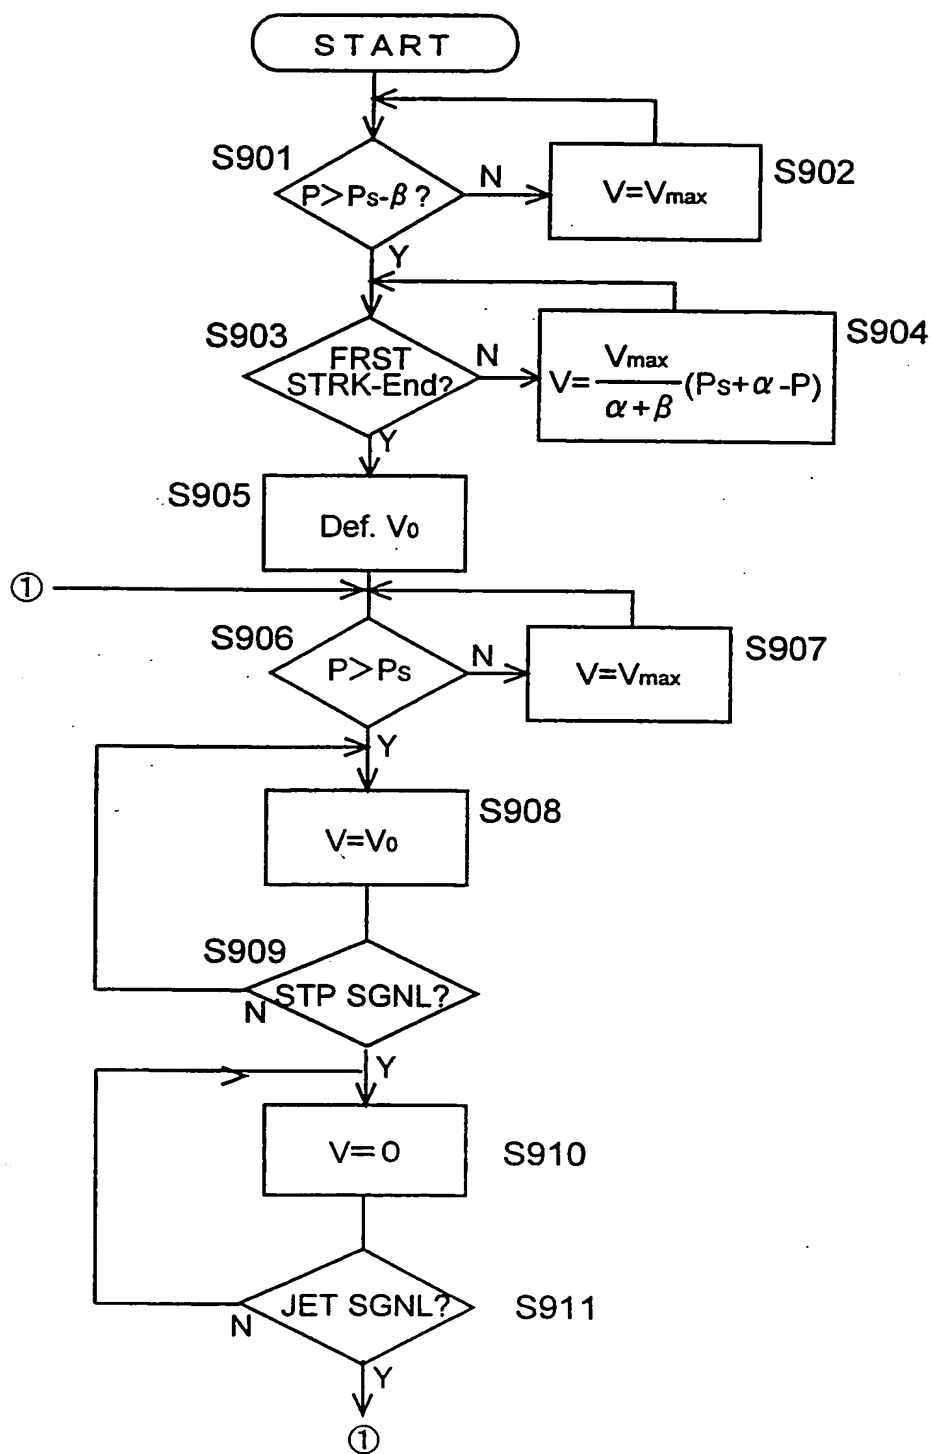 START
S901
P>Ps-β?
N
V=Vmax
S902
Y
S903
FRST
STRK-End?
N
V=Vmax/α+β(Ps+α-P)
S904
Y
S905
Def. V0
①
S906
P>Ps
N
V=Vmax
S907
Y
V=V0
S908
S909
STP SGNL?
N
Y
V=0
S910
JET SGNL?
S911
N
Y
①